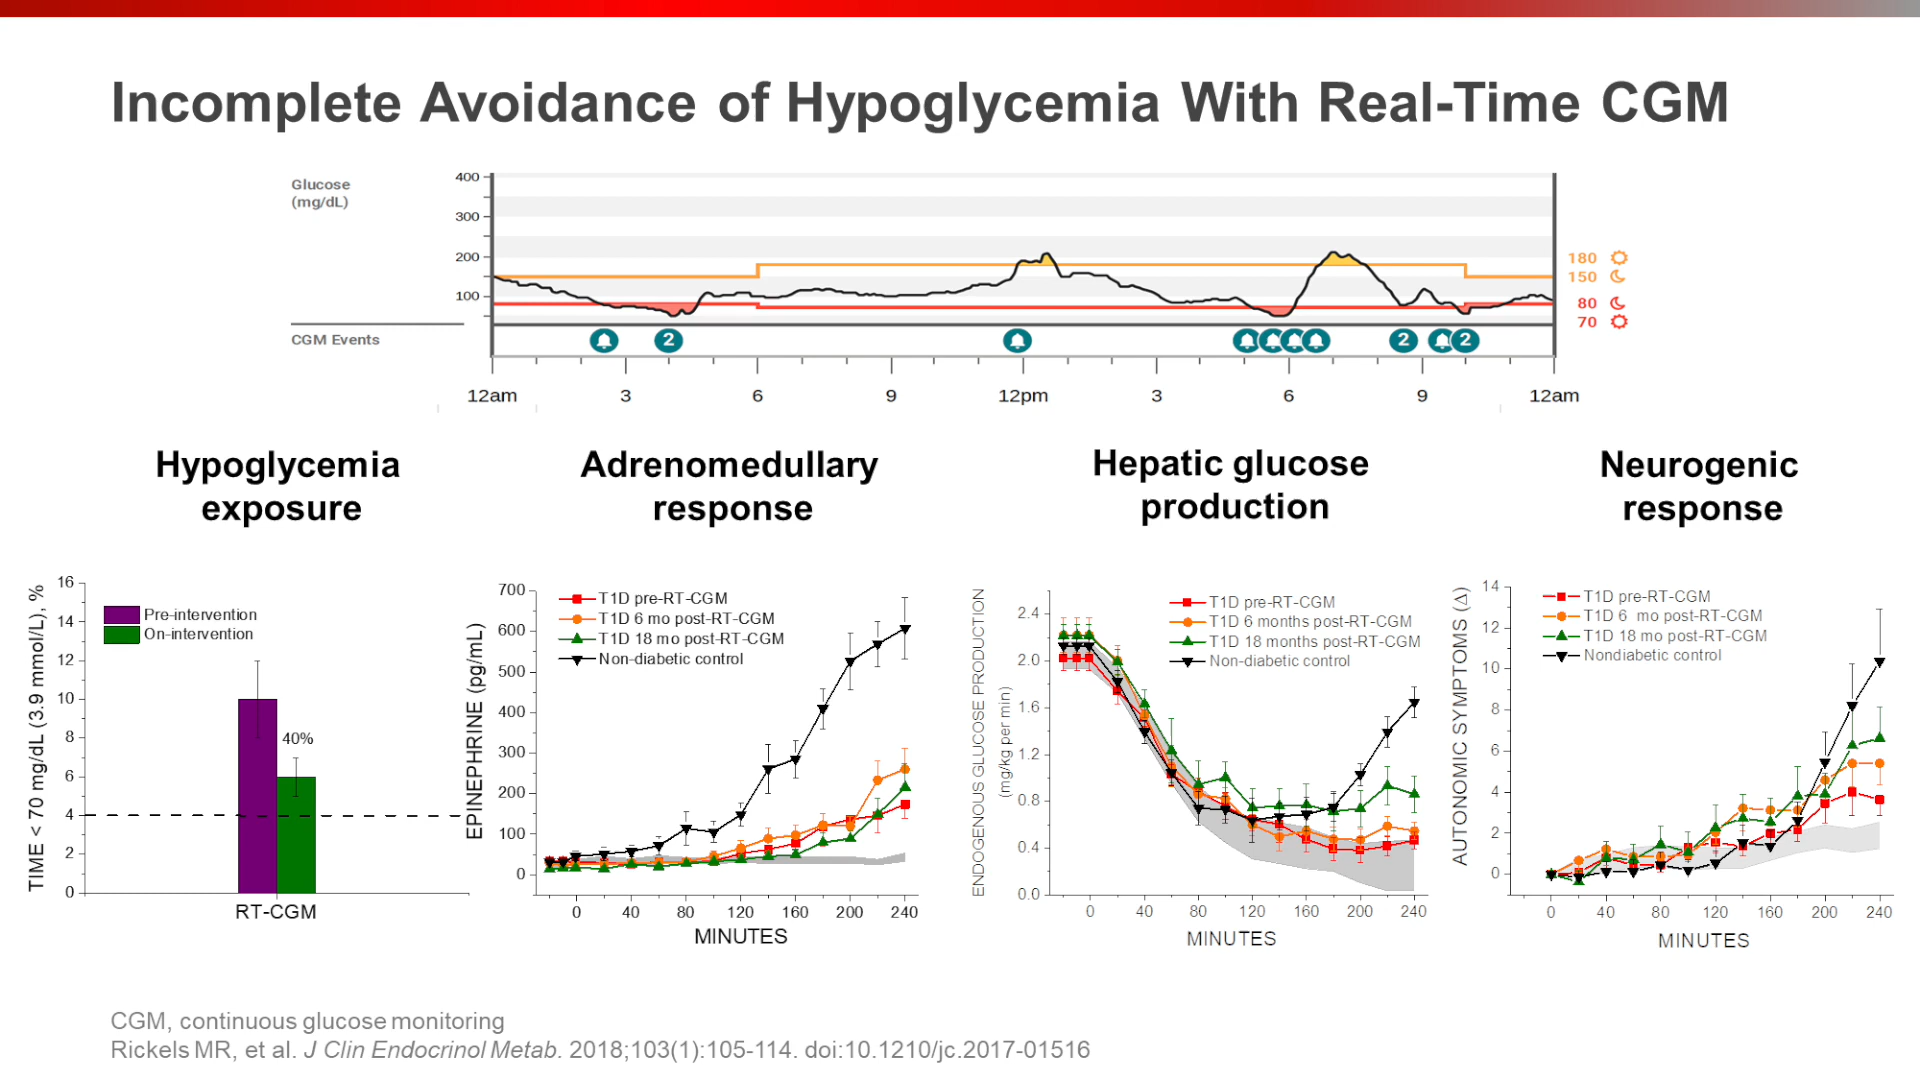 Incomplete Avoidance of Hypoglycemia With Real-Time CGM
Glucose
(mg/dL)
400
300
200
100
180
150
80
70
CGM Events
2
2
2
12am
3
6
9
12pm
3
6
9
12am
Hypoglycemia
exposure
Adrenomedullary
response
Hepatic glucose
production
Neurogenic
response
TIME < 70 mg/dL (3.9 mmol/L), %
16
14
12
10
8
6
4
2
0
Pre-intervention
On-intervention
40%
RT-CGM
EPINEPHRINE (pg/mL)
700
600
500
400
300
200
100
0
T1D pre-RT-CGM
T1D 6 mo post-RT-CGM
T1D 18 mo post-RT-CGM
Non-diabetic control
0 40 80 120 160 200 240
MINUTES
ENDOGENOUS GLUCOSE PRODUCTION
(mg/kg per min)
2.4
2.0
1.6
1.2
0.8
0.4
0.0
T1D pre-RT-CGM
T1D 6 months post-RT-CGM
T1D 18 months post-RT-CGM
Non-diabetic control
0 40 80 120 160 200 240
MINUTES
AUTONOMIC SYMPTOMS (Δ)
14
12
10
8
6
4
2
0
T1D pre-RT-CGM
T1D 6 mo post-RT-CGM
T1D 18 mo post-RT-CGM
Nondiabetic control
0 40 80 120 160 200 240
MINUTES
CGM, continuous glucose monitoring
Rickels MR, et al. J Clin Endocrinol Metab. 2018;103(1):105-114. doi:10.1210/jc.2017-01516